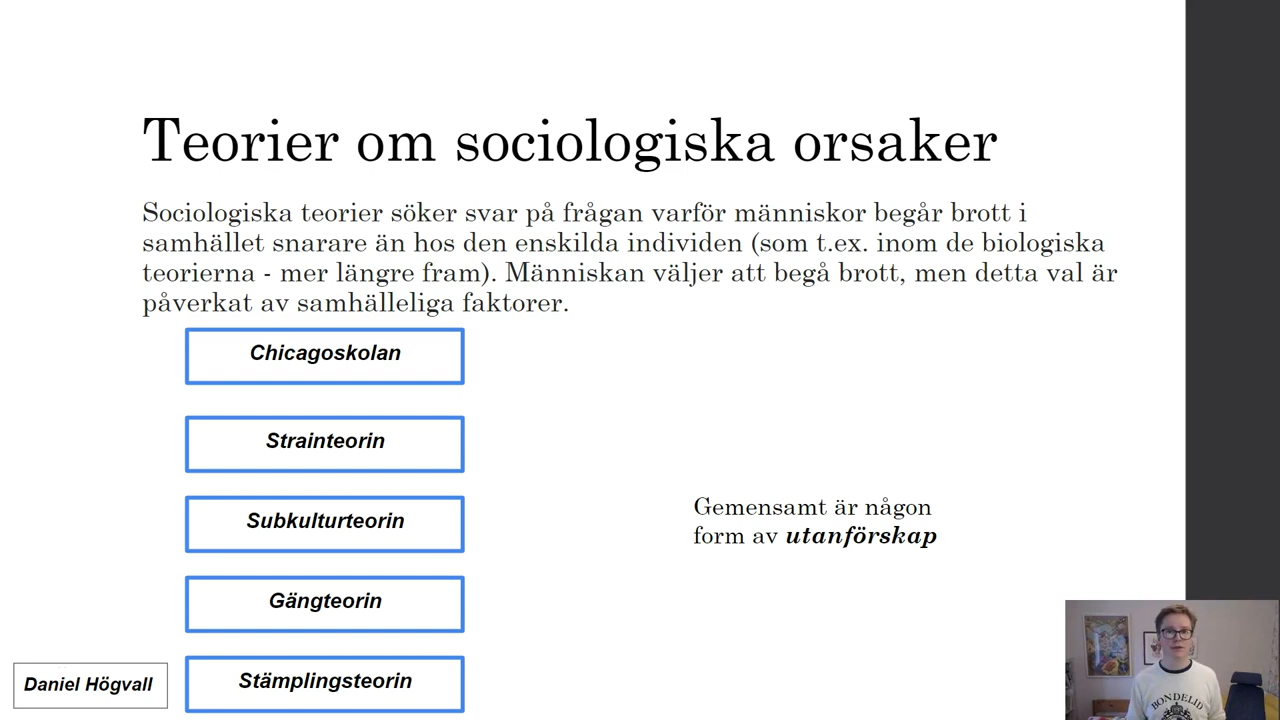 Teorier om sociologiska orsaker
Sociologiska teorier söker svar på frågan varför människor begår brott i
samhället snarare än hos den enskilda individen (som t.ex. inom de biologiska
teorierna - mer längre fram). Människan väljer att begå brott, men detta val är
påverkat av samhälleliga faktorer.
Chicagoskolan
Strainteorin
Subkulturteorin
Gängteorin
Stämplingsteorin
Gemensamt är någon
form av utanförskap
Daniel Högvall
BONDELID